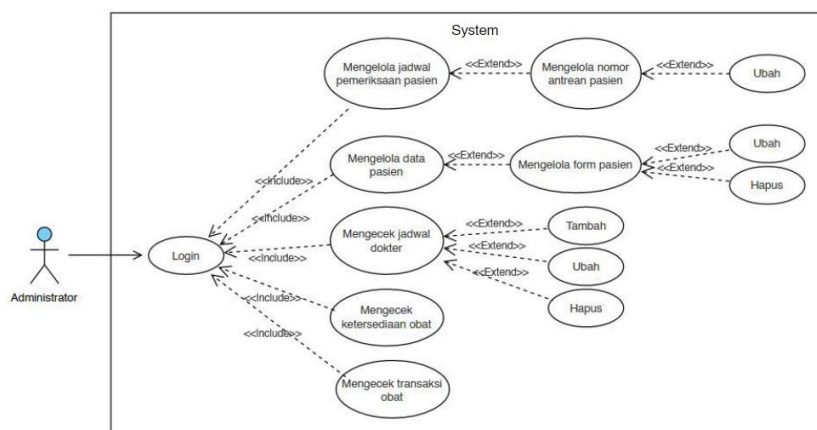 System
Mengelola jadwal
pemeriksaan pasien
<<Extend>>
Mengelola nomor
antrean pasien
<<Extend>>
Ubah
<<Include>>
Mengelola data
pasien
<<Extend>>
Mengelola form pasien
<<Extend>>
Ubah
<<Extend>>
Hapus
<<Include>>
Administrator
Login
<<Include>>
Mengecek jadwal
dokter
<<Extend>>
Tambah
<<Extend>>
Ubah
<<Extend>>
Hapus
<<Include>>
Mengecek
ketersediaan obat
<<Include>>
Mengecek transaksi
obat